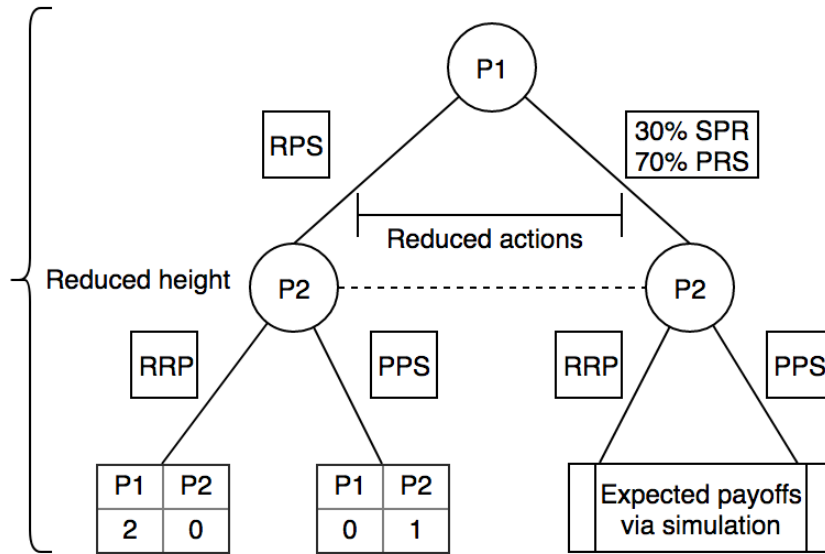 P1
RPS
30% SPR
70% PRS
Reduced actions
Reduced height
P2
P2
RRP
PPS
RRP
PPS
P1 P2
2 0
P1 P2
0 1
Expected payoffs
via simulation